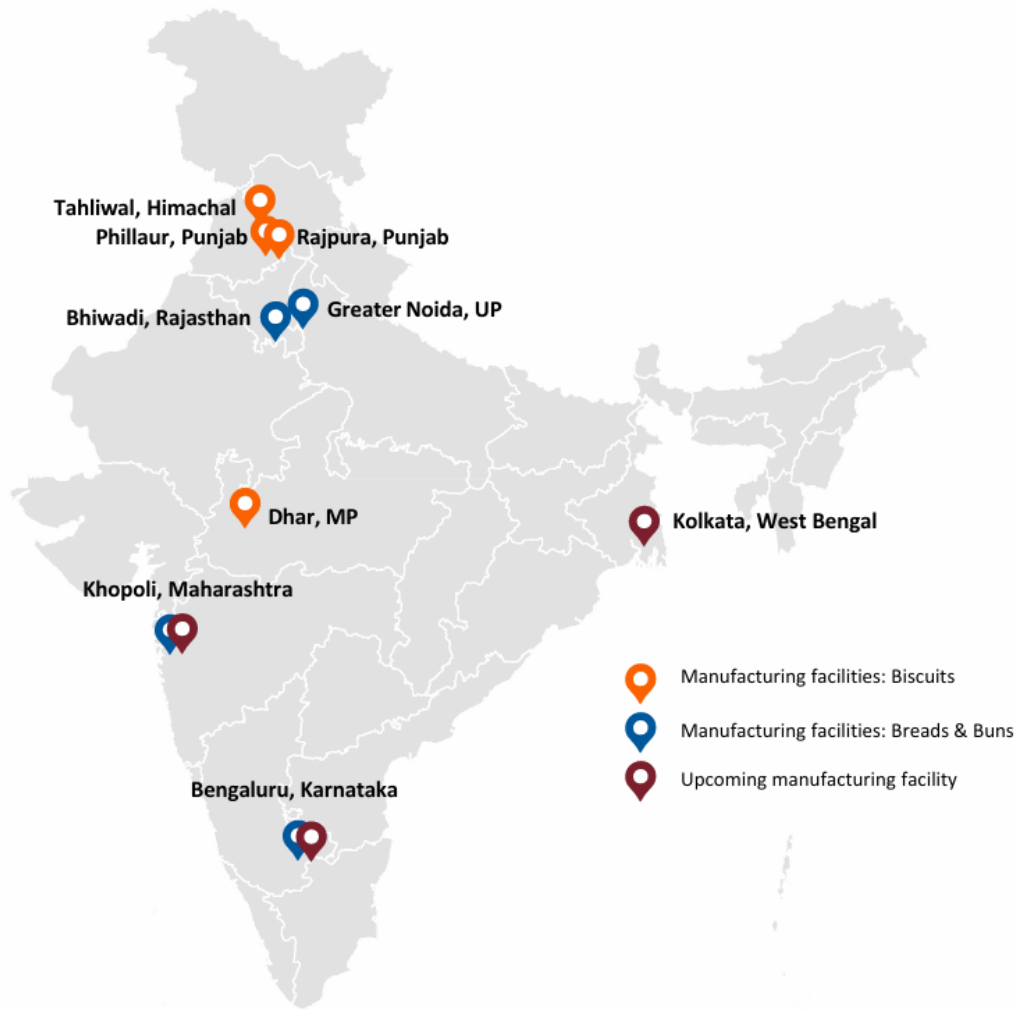 Tahliwal, Himachal
Phillaur, Punjab
Rajpura, Punjab
Bhiwadi, Rajasthan
Greater Noida, UP
Dhar, MP
Kolkata, West Bengal
Khopoli, Maharashtra
Manufacturing facilities: Biscuits
Manufacturing facilities: Breads & Buns
Upcoming manufacturing facility
Bengaluru, Karnataka